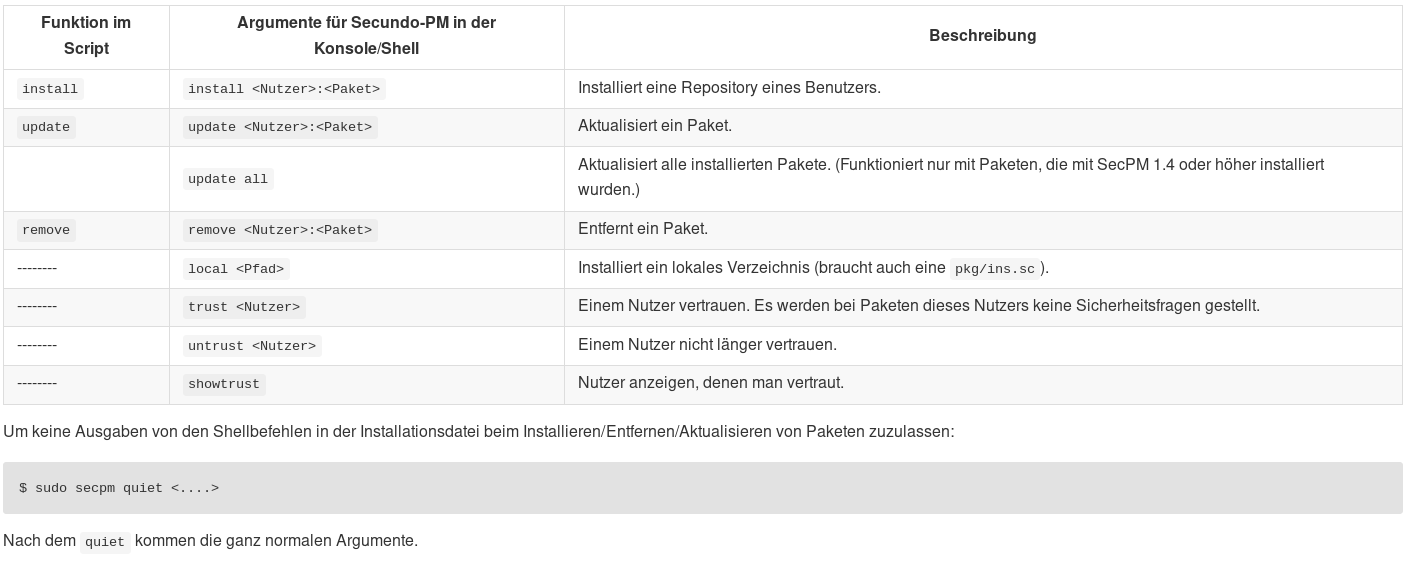 Funktion im
Script
Argumente für Secundo-PM in der
Konsole/Shell
Beschreibung
install
install <Nutzer>:<Paket>
Installiert eine Repository eines Benutzers.
update
update <Nutzer>:<Paket>
Aktualisiert ein Paket.
update all
Aktualisiert alle installierten Pakete. (Funktioniert nur mit Paketen, die mit SecPM 1.4 oder höher installiert
wurden.)
remove
remove <Nutzer>:<Paket>
Entfernt ein Paket.
--------
local <Pfad>
Installiert ein lokales Verzeichnis (braucht auch eine pkg/ins.sc ).
--------
trust <Nutzer>
Einem Nutzer vertrauen. Es werden bei Paketen dieses Nutzers keine Sicherheitsfragen gestellt.
--------
untrust <Nutzer>
Einem Nutzer nicht länger vertrauen.
--------
showtrust
Nutzer anzeigen, denen man vertraut.
Um keine Ausgaben von den Shellbefehlen in der Installationsdatei beim Installieren/Entfernen/Aktualisieren von Paketen zuzulassen:
$ sudo secpm quiet <....>
Nach dem quiet kommen die ganz normalen Argumente.